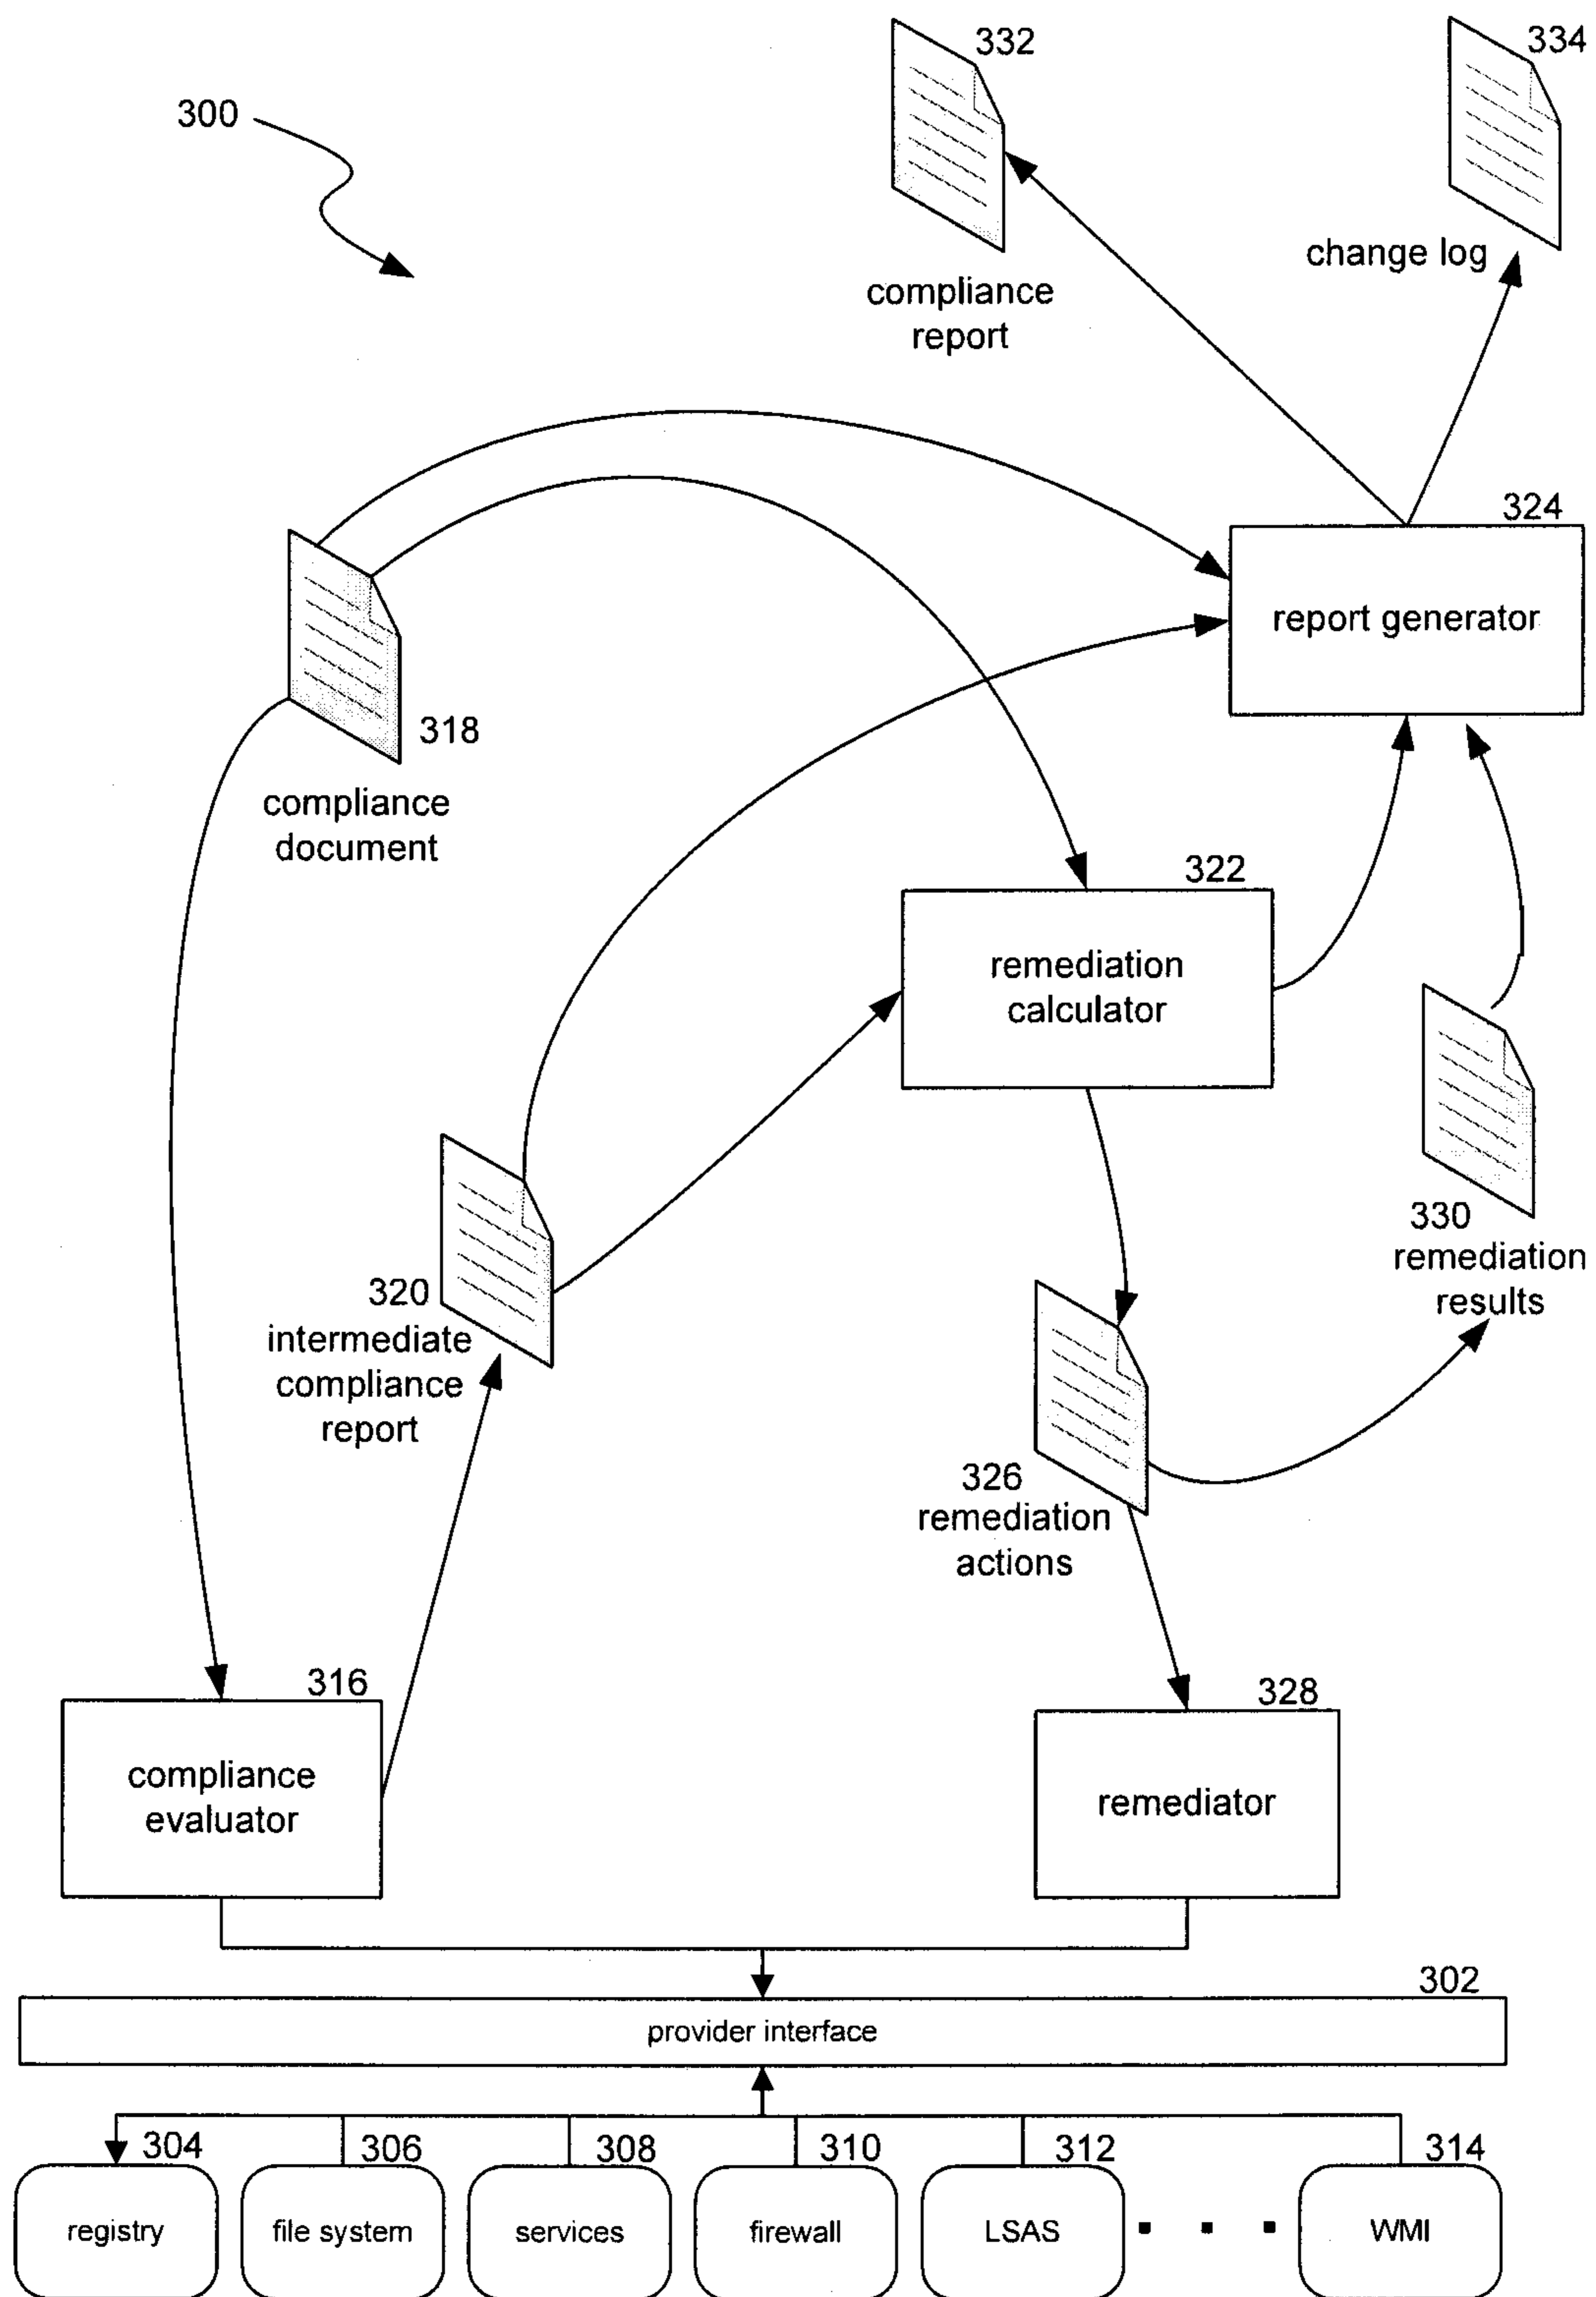 332
334
300
change log
compliance
report
324
report generator
318
compliance
document
322
remediation
calculator
330
remediation
results
320
intermediate
compliance
report
326
remediation
actions
316
compliance
evaluator
328
remediator
302
provider interface
304
306
308
310
312
314
registry
file system
services
firewall
LSAS
WMI